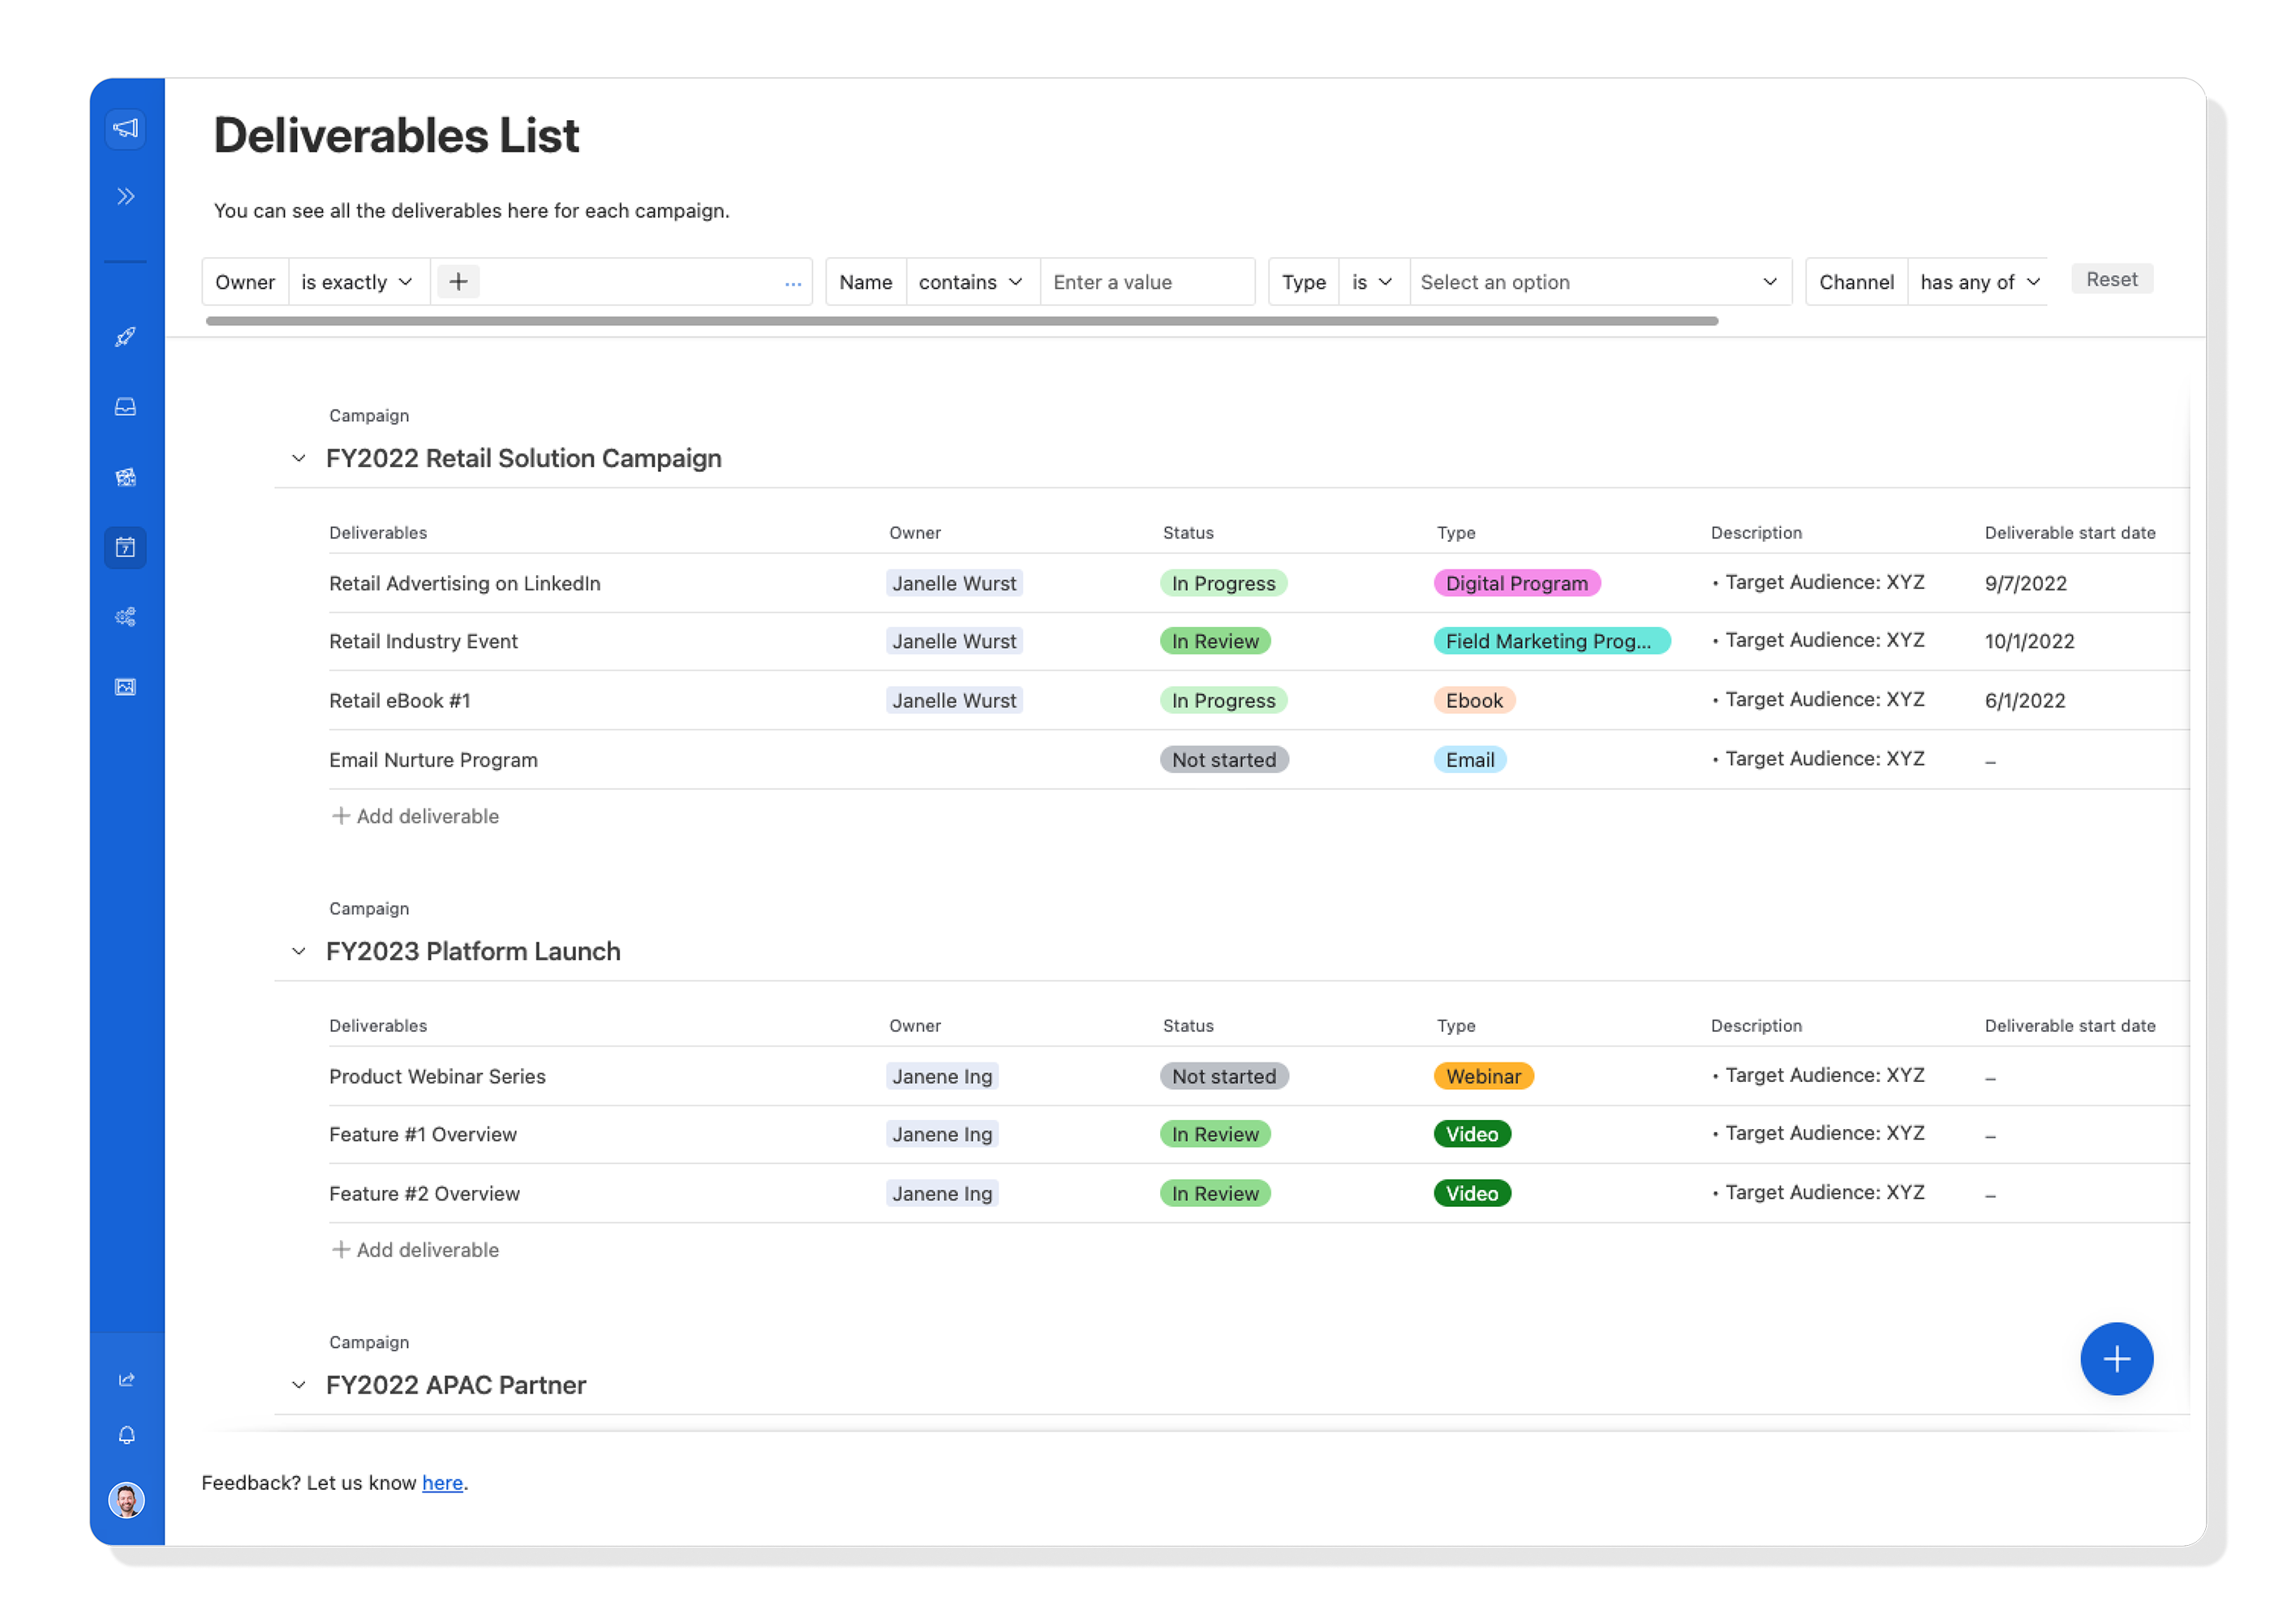 Deliverables List
You can see all the deliverables here for each campaign.
Owner is exactly Name contains Enter a value Type is Select an option Channel has any of Reset
Campaign
FY2022 Retail Solution Campaign
Deliverables Owner Status Type Description Deliverable start date
Retail Advertising on LinkedIn Janelle Wurst In Progress Digital Program • Target Audience: XYZ 9/7/2022
Retail Industry Event Janelle Wurst In Review Field Marketing Prog... • Target Audience: XYZ 10/1/2022
Retail eBook #1 Janelle Wurst In Progress Ebook • Target Audience: XYZ 6/1/2022
Email Nurture Program Not started Email • Target Audience: XYZ –
+ Add deliverable
Campaign
FY2023 Platform Launch
Deliverables Owner Status Type Description Deliverable start date
Product Webinar Series Janene Ing Not started Webinar • Target Audience: XYZ –
Feature #1 Overview Janene Ing In Review Video • Target Audience: XYZ –
Feature #2 Overview Janene Ing In Review Video • Target Audience: XYZ –
+ Add deliverable
Campaign
FY2022 APAC Partner
Feedback? Let us know here.
7